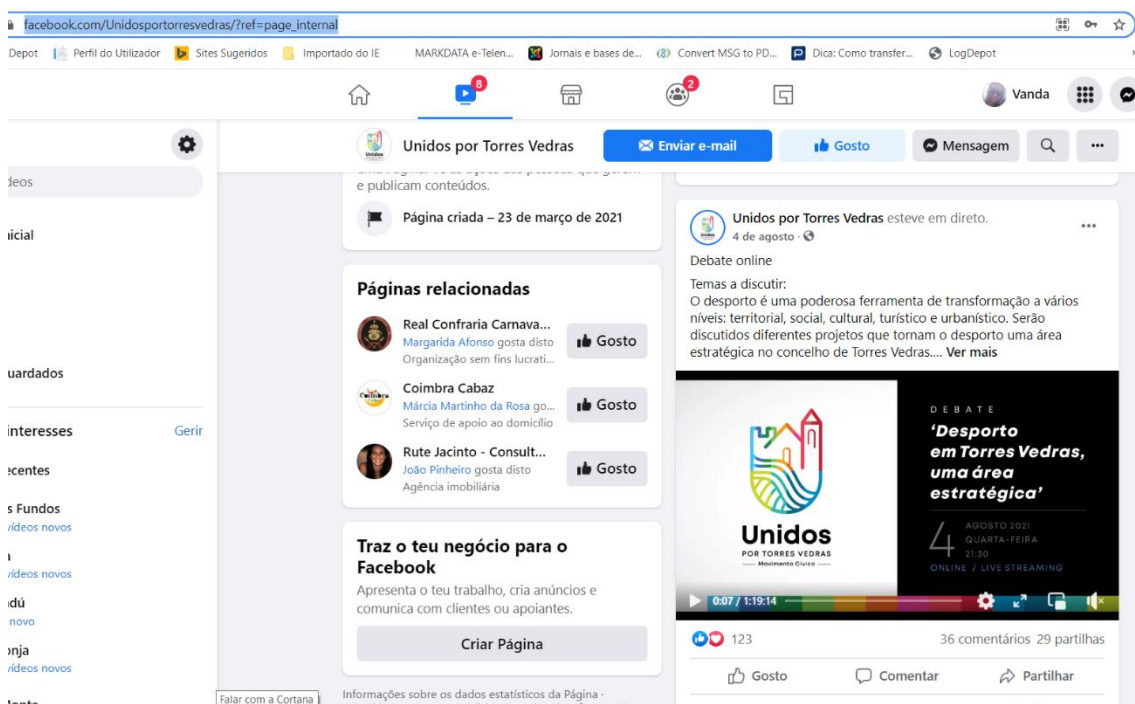 facebook.com/Unidosportorresvedras/?ref=page_internal
Depot Perfil do Utilizador Sites Sugeridos Importado do IE MARKDATA e-Telen... Jornais e bases de... Convert MSG to PD... Dica: Como transfer... LogDepot
8
2
Vanda
Unidos por Torres Vedras
Enviar e-mail
Gosto
Mensagem
...
deos
nicial
uardados
interesses
Gerir
ecentes
s Fundos
vídeos novos
vídeos novos
dú
novo
onja
vídeos novos
Falar com a Cortana
e publicam conteúdos.
Página criada – 23 de março de 2021
Páginas relacionadas
Real Confraria Carnava...
Margarida Afonso gosta disto
Organização sem fins lucrati...
Gosto
Coimbra Cabaz
Márcia Martinho da Rosa go...
Serviço de apoio ao domicílio
Gosto
Rute Jacinto - Consult...
João Pinheiro gosta disto
Agência imobiliária
Gosto
Traz o teu negócio para o
Facebook
Apresenta o teu trabalho, cria anúncios e
comunica com clientes ou apoiantes.
Criar Página
Informações sobre os dados estatísticos da Página ·
Unidos por Torres Vedras esteve em direto.
4 de agosto ·
Debate online
Temas a discutir:
O desporto é uma poderosa ferramenta de transformação a vários
níveis: territorial, social, cultural, turístico e urbanístico. Serão
discutidos diferentes projetos que tornam o desporto uma área
estratégica no concelho de Torres Vedras.... Ver mais
Unidos
POR TORRES VEDRAS
Movimento Cívico
DEBATE
'Desporto
em Torres Vedras,
uma área
estratégica'
4
AGOSTO 2021
QUARTA-FEIRA
21:30
ONLINE / LIVE STREAMING
0:07 / 1:19:14
123
36 comentários 29 partilhas
Gosto
Comentar
Partilhar